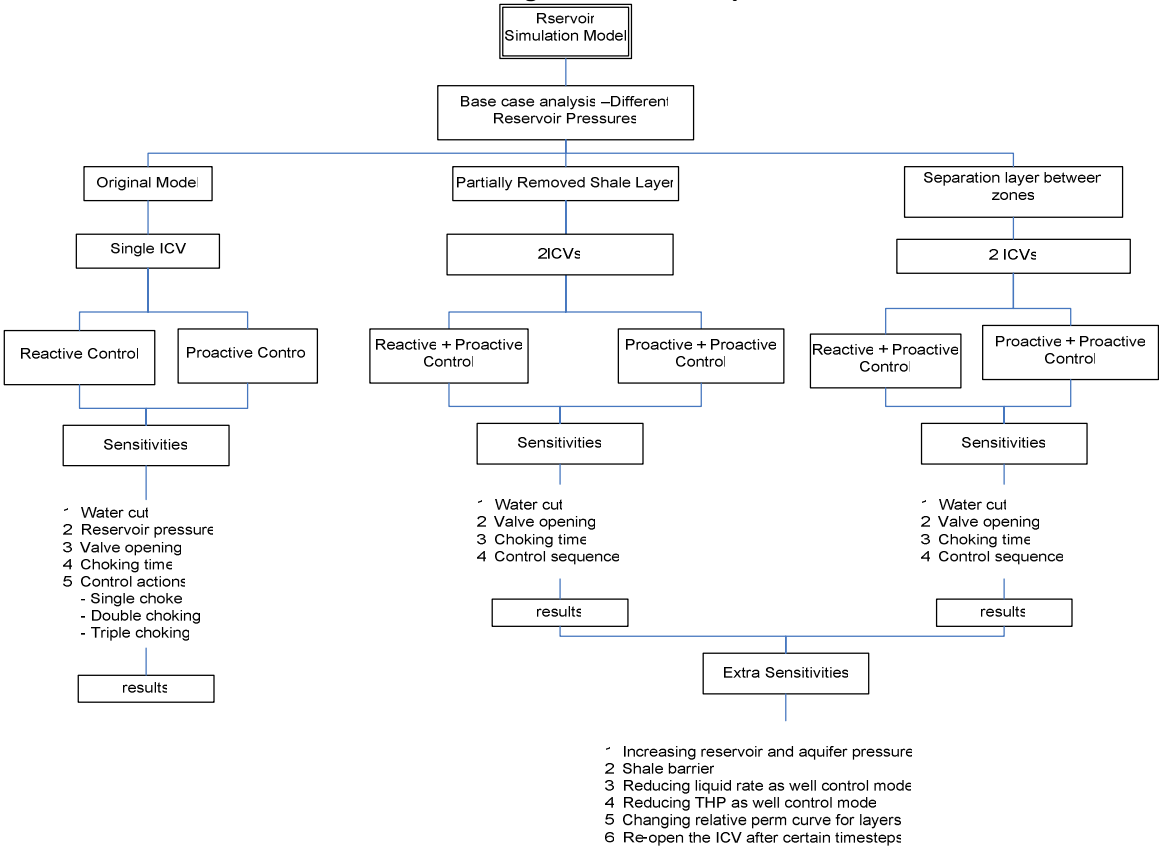 Rservoir
Simulation Model
Base case analysis –Different
Reservoir Pressures
Original Model
Partially Removed Shale Layer
Separation layer between
zones
Single ICV
2ICVs
2 ICVs
Reactive Control
Proactive Contro
Reactive + Proactive
Control
Proactive + Proactive
Control
Reactive + Proactive
Control
Proactive + Proactive
Control
Sensitivities
Sensitivities
Sensitivities
1 Water cut
2 Reservoir pressure
3 Valve opening
4 Choking time
5 Control actions
- Single choke
- Double choking
- Triple choking
1 Water cut
2 Valve opening
3 Choking time
4 Control sequence
1 Water cut
2 Valve opening
3 Choking time
4 Control sequence
results
results
results
Extra Sensitivities
1 Increasing reservoir and aquifer pressure
2 Shale barrier
3 Reducing liquid rate as well control mode
4 Reducing THP as well control mode
5 Changing relative perm curve for layers
6 Re-open the ICV after certain timesteps